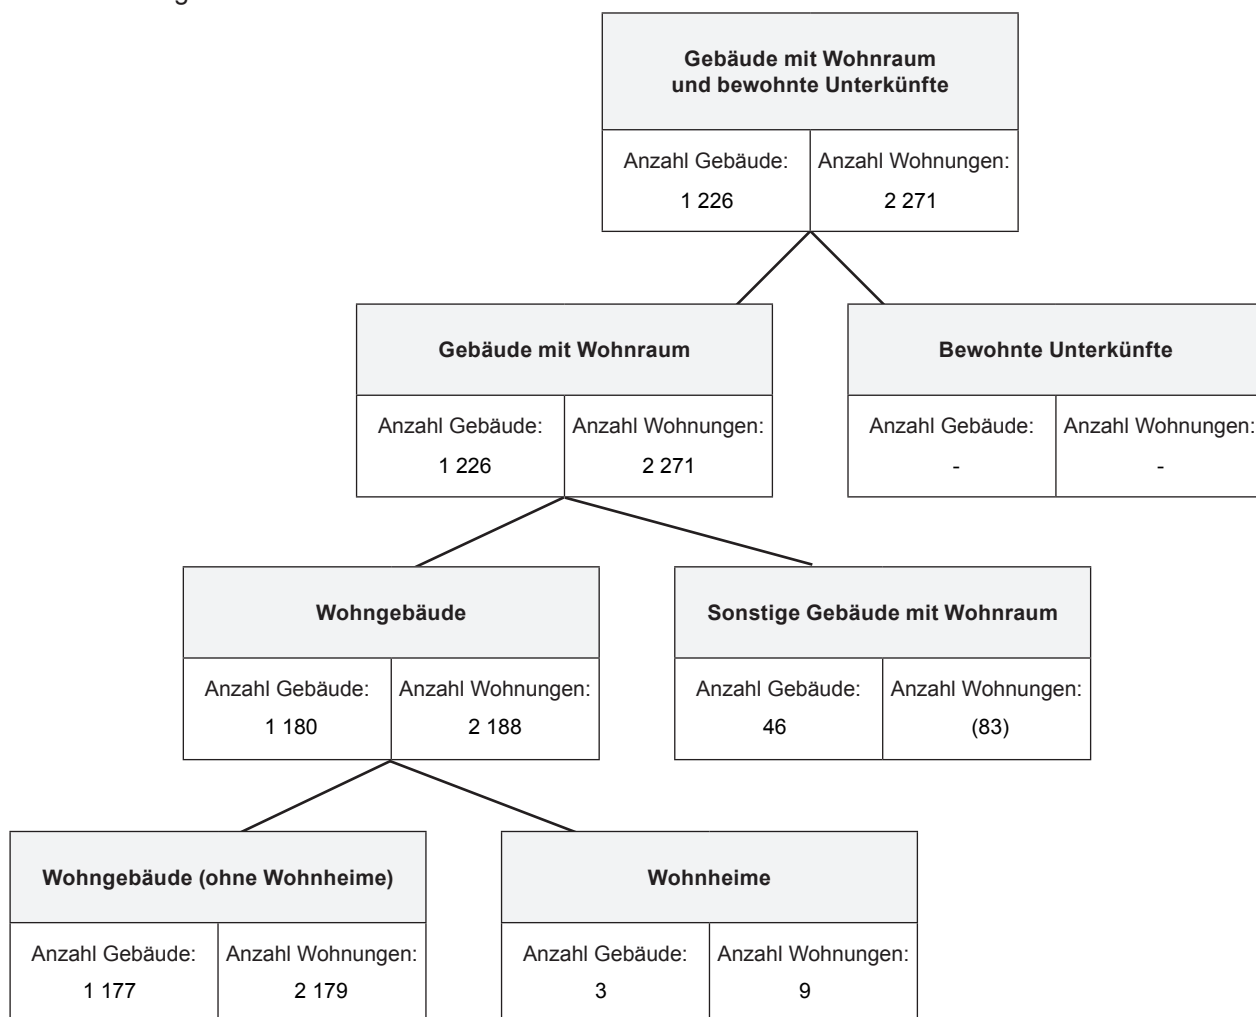 Gebäude mit Wohnraum
und bewohnte Unterkünfte
Anzahl Gebäude: Anzahl Wohnungen:
1 226 2 271
Gebäude mit Wohnraum Bewohnte Unterkünfte
Anzahl Gebäude: Anzahl Wohnungen: Anzahl Gebäude: Anzahl Wohnungen:
1 226 2 271 - -
Wohngebäude Sonstige Gebäude mit Wohnraum
Anzahl Gebäude: Anzahl Wohnungen: Anzahl Gebäude: Anzahl Wohnungen:
1 180 2 188 46 (83)
Wohngebäude (ohne Wohnheime) Wohnheime
Anzahl Gebäude: Anzahl Wohnungen: Anzahl Gebäude: Anzahl Wohnungen:
1 177 2 179 3 9